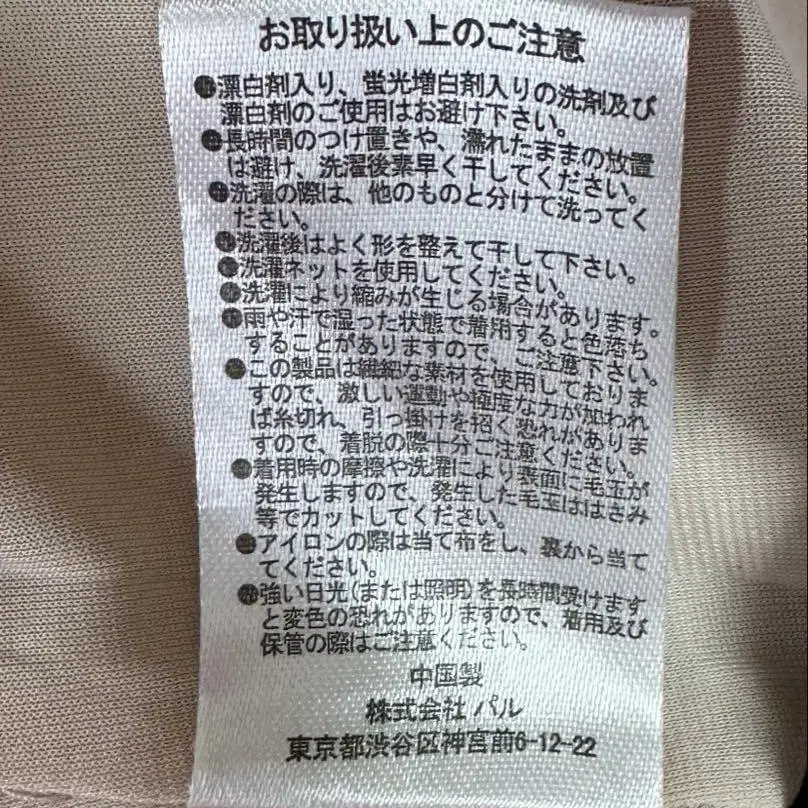 お取り扱い上のご注意
●漂白剤入り、蛍光増白剤入りの洗剤及び
漂白剤のご使用はお避け下さい。
●長時間のつけ置きや、濡れたままの放置
は避け、洗濯後素早く干してください。
●洗濯の際は、他のものと分けて洗ってく
ださい。
●洗濯後はよく形を整えて干して下さい。
●洗濯ネットを使用してください。
●洗濯により縮みが生じる場合があります。
●雨や汗で湿った状態で着用すると色落ち
することがありますので、ご注意下さい。
●この製品は繊細な素材を使用しておりま
すので、激しい運動や極度な力が加われ
ば糸切れ、引っ掛けを招く恐れがありま
すので、着脱の際十分ご注意ください。
●着用時の摩擦や洗濯により表面に毛玉が
発生しますので、発生した毛玉ははさみ
等でカットしてください。
●アイロンの際は当て布をし、裏から当て
てください。
●強い日光(または照明)を長時間受けます
と変色の恐れがありますので、着用及び
保管の際はご注意ください。
中国製
株式会社 パル
東京都渋谷区神宮前6-12-22